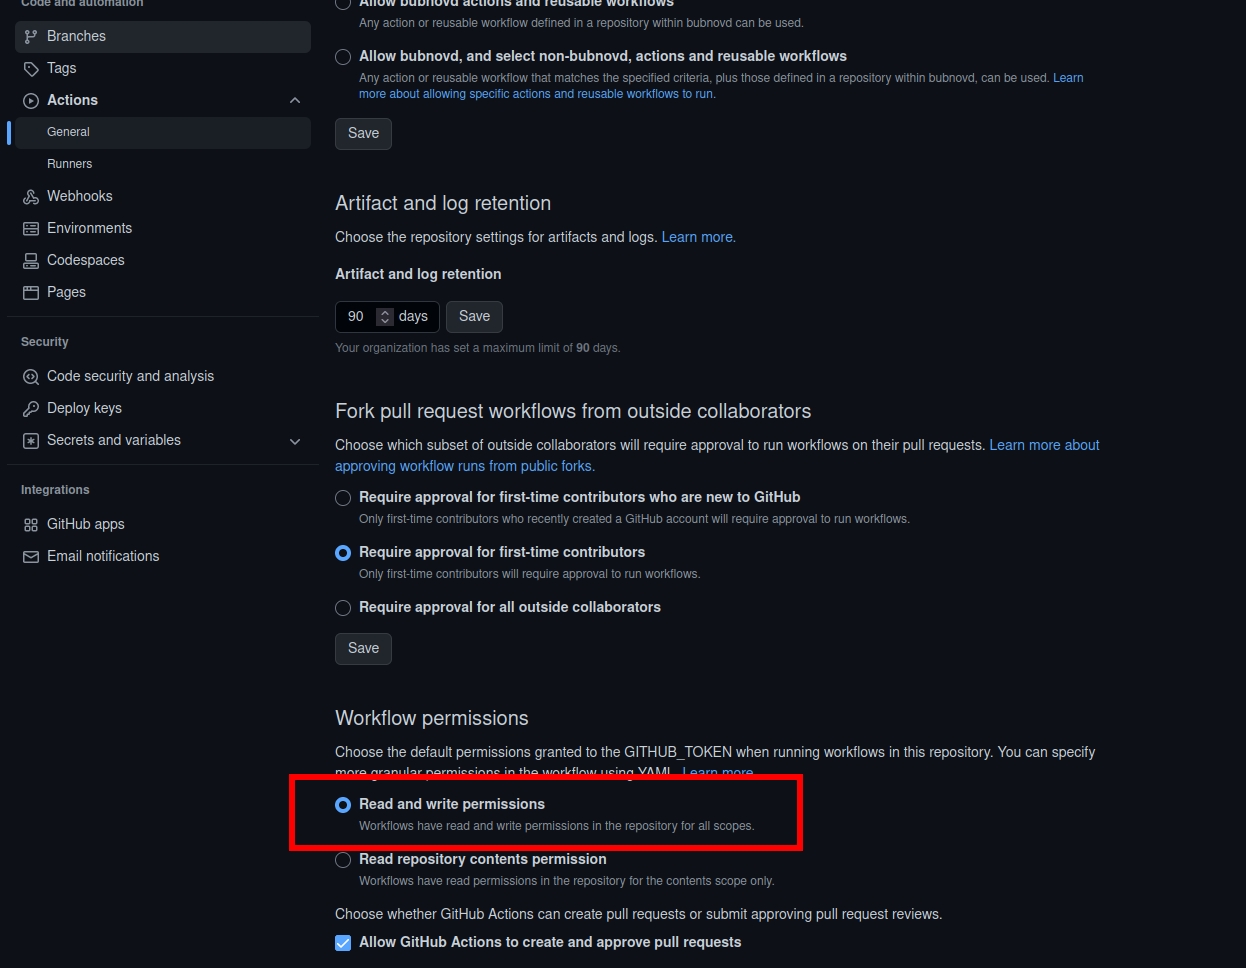 Code and automation
Branches
Tags
Actions
General
Runners
Webhooks
Environments
Codespaces
Pages
Security
Code security and analysis
Deploy keys
Secrets and variables
Integrations
GitHub apps
Email notifications
Allow bubnovd actions and reusable workflows
Any action or reusable workflow defined in a repository within bubnovd can be used.
Allow bubnovd, and select non-bubnovd, actions and reusable workflows
Any action or reusable workflow that matches the specified criteria, plus those defined in a repository within bubnovd, can be used. Learn
more about allowing specific actions and reusable workflows to run.
Save
Artifact and log retention
Choose the repository settings for artifacts and logs. Learn more.
Artifact and log retention
90 days Save
Your organization has set a maximum limit of 90 days.
Fork pull request workflows from outside collaborators
Choose which subset of outside collaborators will require approval to run workflows on their pull requests. Learn more about
approving workflow runs from public forks.
Require approval for first-time contributors who are new to GitHub
Only first-time contributors who recently created a GitHub account will require approval to run workflows.
Require approval for first-time contributors
Only first-time contributors will require approval to run workflows.
Require approval for all outside collaborators
Save
Workflow permissions
Choose the default permissions granted to the GITHUB_TOKEN when running workflows in this repository. You can specify
more granular permissions in the workflow using YAML. Learn more.
Read and write permissions
Workflows have read and write permissions in the repository for all scopes.
Read repository contents permission
Workflows have read permissions in the repository for the contents scope only.
Choose whether GitHub Actions can create pull requests or submit approving pull request reviews.
Allow GitHub Actions to create and approve pull requests